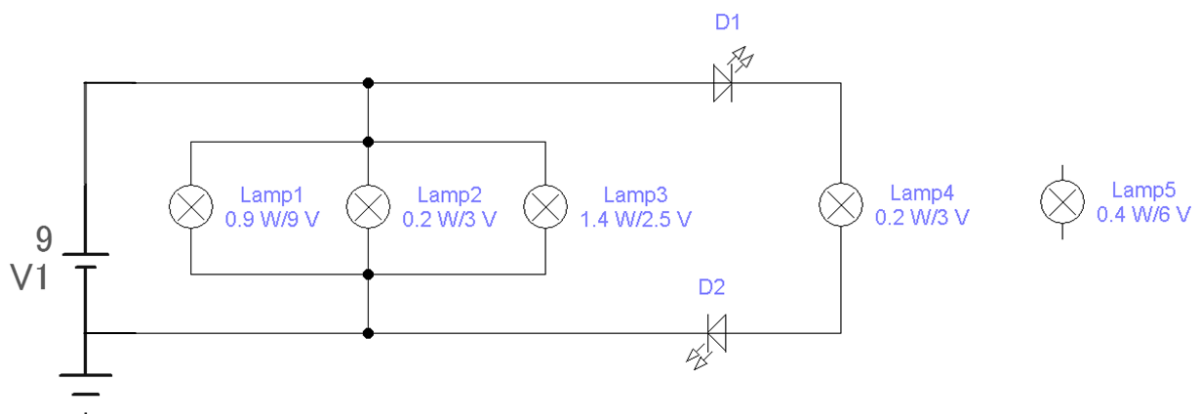 D1
Lamp1
0.9 W/9 V
Lamp2
0.2 W/3 V
Lamp3
1.4 W/2.5 V
Lamp4
0.2 W/3 V
Lamp5
0.4 W/6 V
9
V1
D2